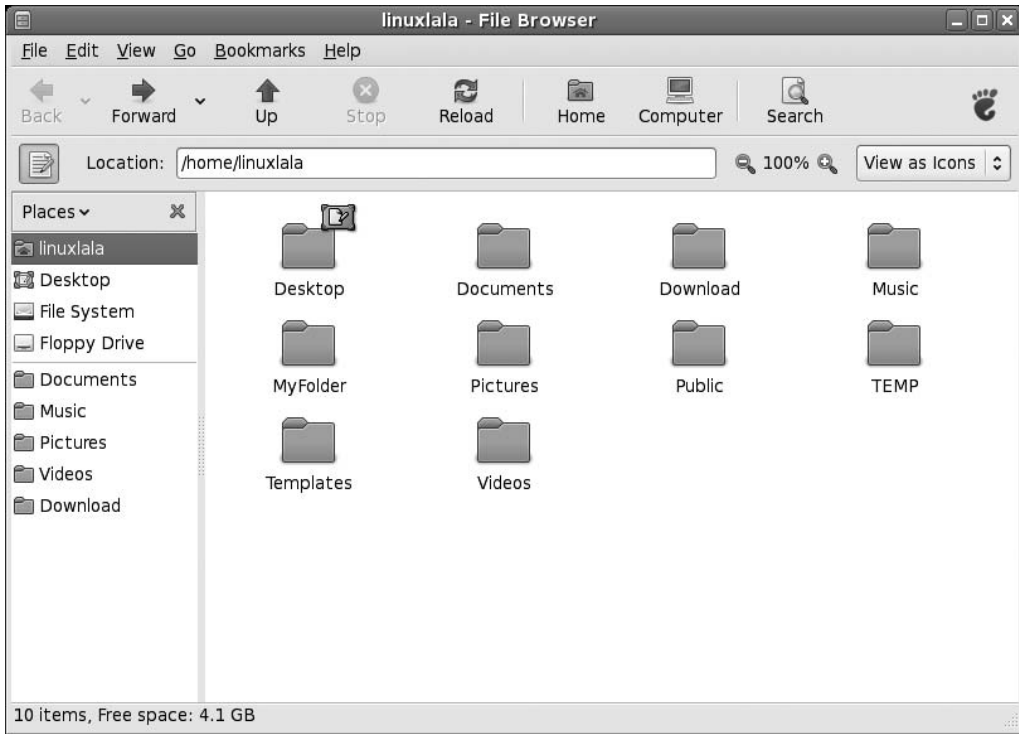 linuxlala - File Browser
File Edit View Go Bookmarks Help
Back Forward Up Stop Reload Home Computer Search
Location: /home/linuxlala 100% View as Icons
Places
linuxlala
Desktop
File System
Floppy Drive
Documents
Music
Pictures
Videos
Download
Desktop Documents Download Music
MyFolder Pictures Public TEMP
Templates Videos
10 items, Free space: 4.1 GB